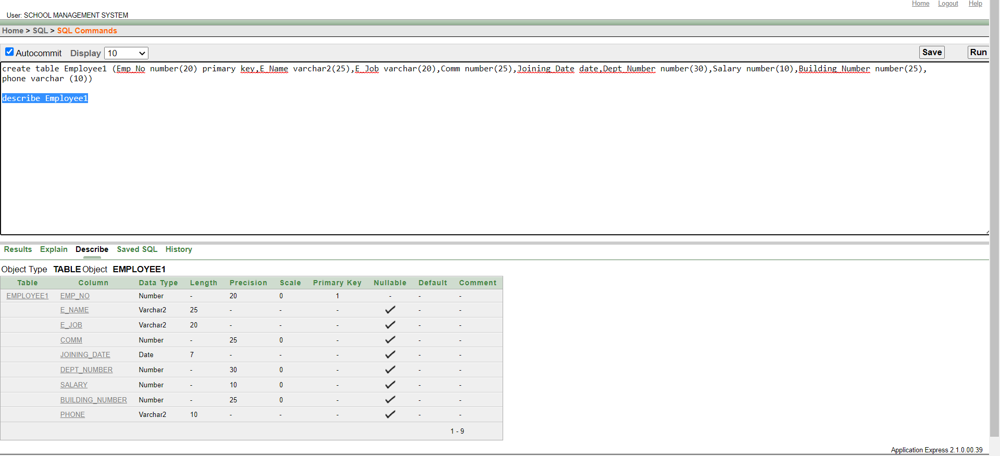 Home Logout Help
User: SCHOOL MANAGEMENT SYSTEM
Home > SQL > SQL Commands
Autocommit Display 10 Save Run
create table Employee1 (Emp_No number(20) primary key,E_Name varchar2(25),E_Job varchar(20),Comm number(25),Joining_Date date,Dept_Number number(30),Salary number(10),Building_Number number(25),
phone varchar (10))
describe Employee1
Results Explain Describe Saved SQL History
Object Type TABLE Object EMPLOYEE1
Table Column Data Type Length Precision Scale Primary Key Nullable Default Comment
EMPLOYEE1 EMP_NO Number - 20 0 1 - - -
E_NAME Varchar2 25 - - - - -
E_JOB Varchar2 20 - - - - -
COMM Number - 25 0 - - -
JOINING_DATE Date 7 - - - - -
DEPT_NUMBER Number - 30 0 - - -
SALARY Number - 10 0 - - -
BUILDING_NUMBER Number - 25 0 - - -
PHONE Varchar2 10 - - - - -
1 - 9
Application Express 2.1.0.00.39